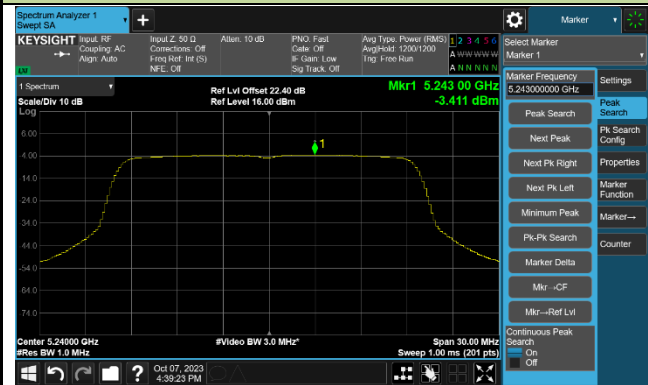 Spectrum Analyzer 1
Swept SA
+
Marker
KEYSIGHT
Input: RF
Coupling: AC
Align: Auto
Input Z: 50 Ω
Corrections: Off
Freq Ref: Int (S)
NFE: Off
Atten: 10 dB
PNO: Fast
Gate: Off
IF Gain: Low
Sig Track: Off
Avg Type: Power (RMS)
Avg|Hold: 1200/1200
Trig: Free Run
1 2 3 4 5 6
A W W W W W
A N N N N N
LXI
Select Marker
Marker 1
1 Spectrum
Scale/Div 10 dB
Log
Ref Lvl Offset 22.40 dB
Ref Level 16.00 dBm
Mkr1 5.243 00 GHz
-3.411 dBm
6.00
-4.00
-14.0
-24.0
-34.0
-44.0
-54.0
-64.0
-74.0
1
Center 5.24000 GHz
#Res BW 1.0 MHz
#Video BW 3.0 MHz*
Span 30.00 MHz
Sweep 1.00 ms (201 pts)
Marker Frequency
5.243000000 GHz
Peak Search
Next Peak
Next Pk Right
Next Pk Left
Minimum Peak
Pk-Pk Search
Marker Delta
Mkr→CF
Mkr→Ref Lvl
Continuous Peak
Search
On
Off
Settings
Peak
Search
Pk Search
Config
Properties
Marker
Function
Marker→
Counter
?
Oct 07, 2023
4:39:23 PM